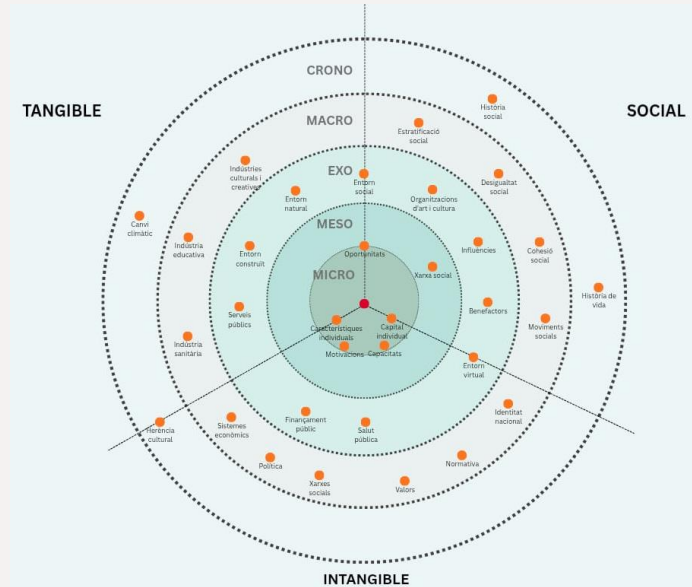 CRONO
TANGIBLE
SOCIAL
Història
social
MACRO
Estratificació
social
Indústries
culturals i
creatives
EXO
Entorn
social
Desigualtat
social
Entorn
natural
Organitzacions
d'art i cultura
Canvi
climàtic
MESO
Indústria
educativa
Entorn
construït
Oportunitats
Influències
Cohesió
social
MICRO
Xarxa social
Història de
vida
Serveis
públics
Benefactors
Característiques
individuals
Capital
individual
Moviments
socials
Indústria
sanitària
Motivacions
Capacitats
Entorn
virtual
Herència
cultural
Sistemes
econòmics
Finançament
públic
Salut
pública
Identitat
nacional
Política
Xarxes
socials
Valors
Normativa
INTANGIBLE